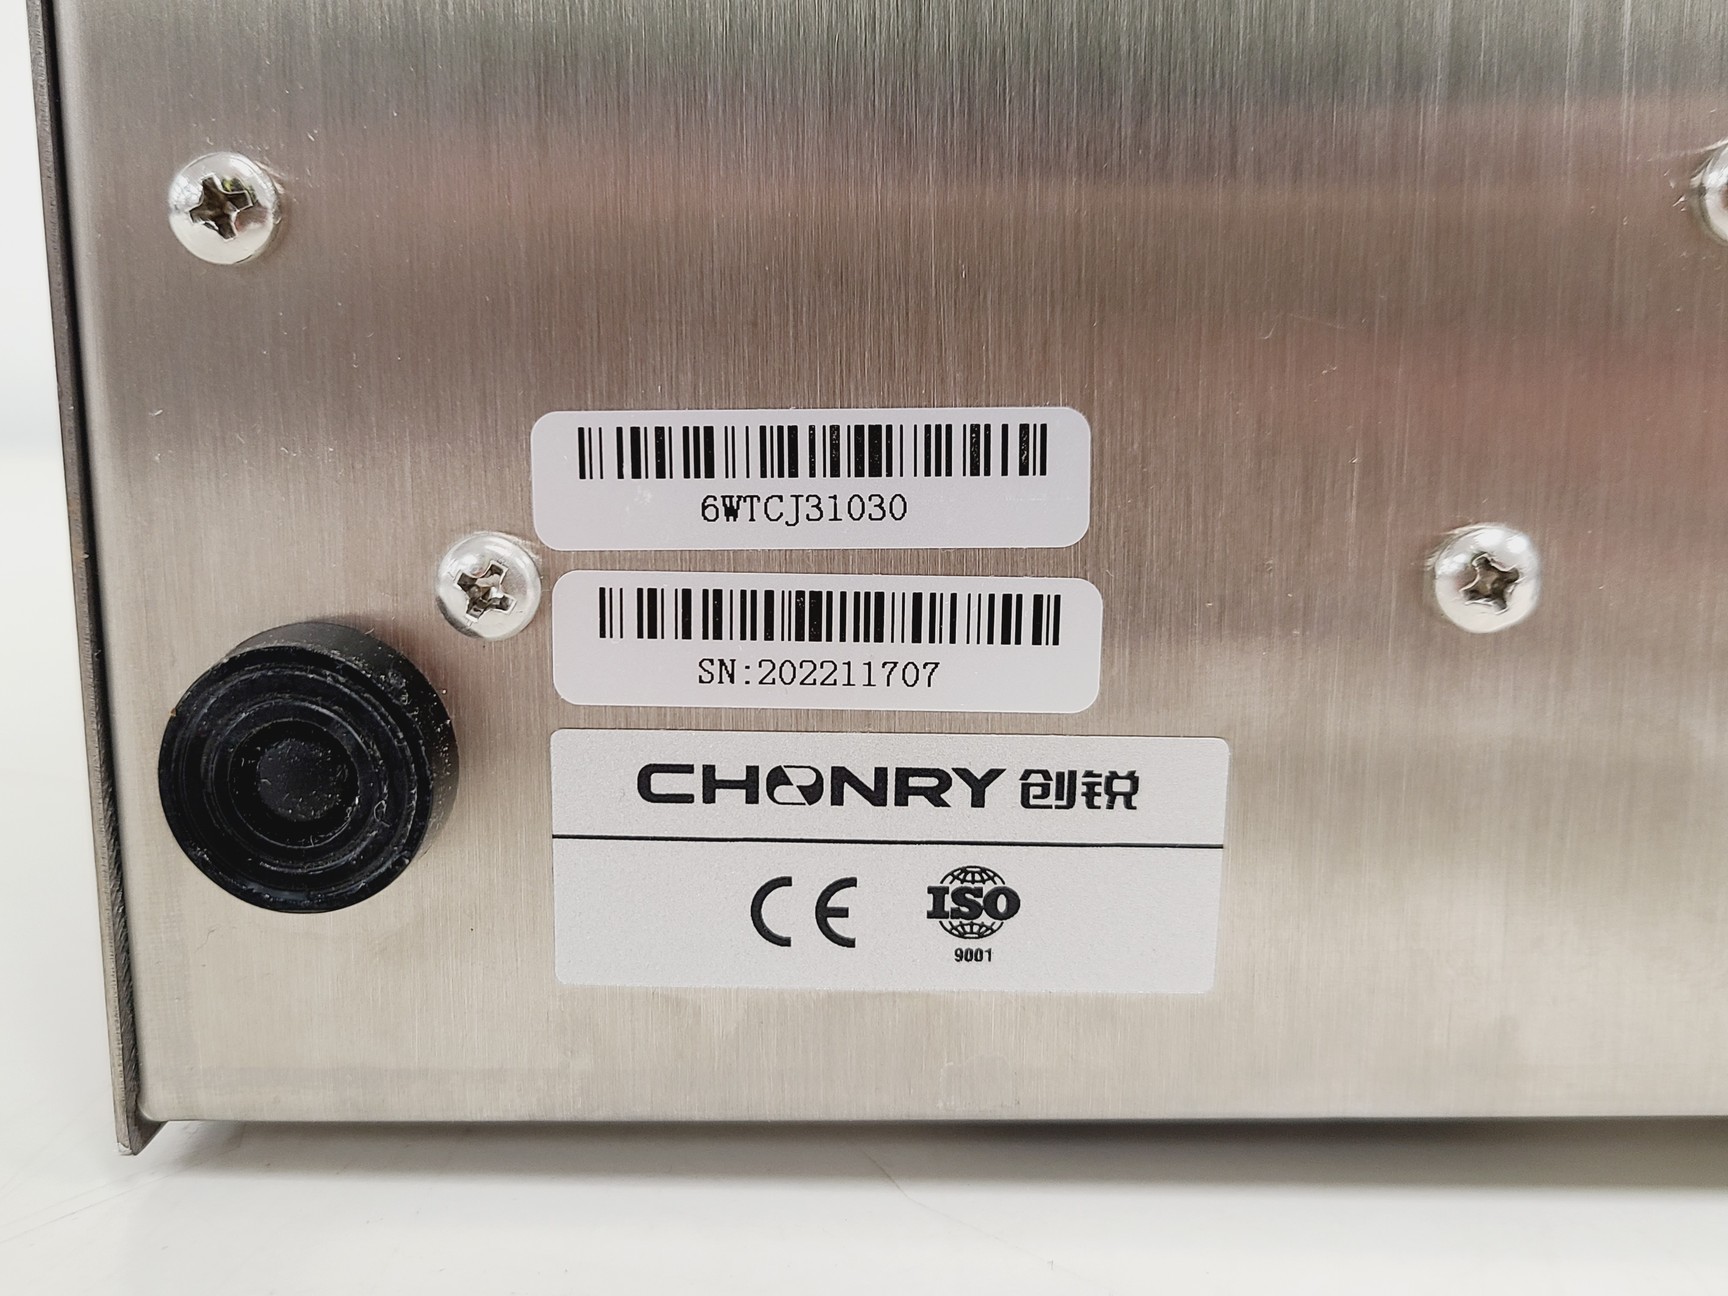 6WTCJ31030
SN:202211707
CHONRY 创锐
CE ISO
9001